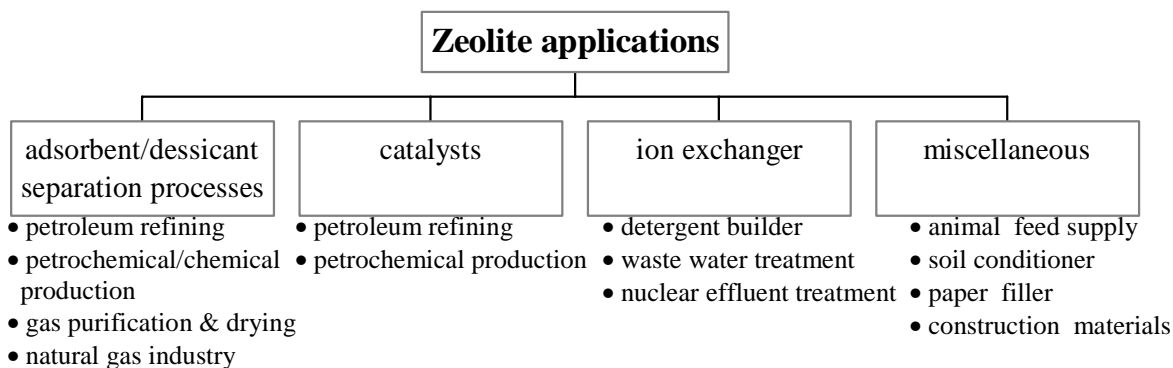 Zeolite applications
adsorbent/dessicant
separation processes
• petroleum refining
• petrochemical/chemical
production
• gas purification & drying
• natural gas industry
catalysts
• petroleum refining
• petrochemical production
ion exchanger
• detergent builder
• waste water treatment
• nuclear effluent treatment
miscellaneous
• animal feed supply
• soil conditioner
• paper filler
• construction materials